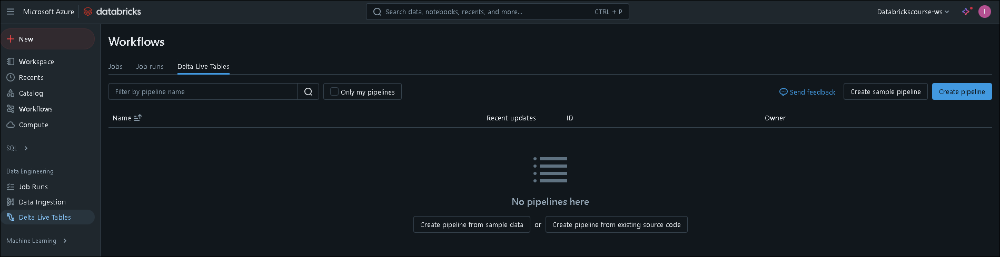 Microsoft Azure databricks Search data, notebooks, recents, and more... CTRL + P Databrickscourse-ws I
New
Workspace
Recents
Catalog
Workflows
Compute
SQL
Data Engineering
Job Runs
Data Ingestion
Delta Live Tables
Machine Learning
Workflows
Jobs Job runs Delta Live Tables
Filter by pipeline name Only my pipelines Send feedback Create sample pipeline Create pipeline
Name Recent updates ID Owner
No pipelines here
Create pipeline from sample data or Create pipeline from existing source code